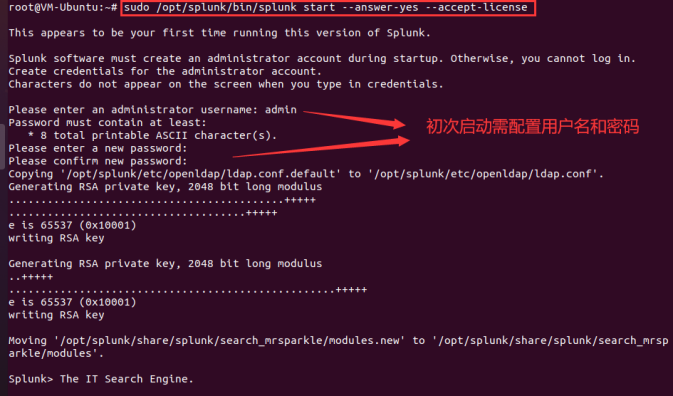 root@VM-Ubuntu:~# sudo /opt/splunk/bin/splunk start --answer-yes --accept-license
This appears to be your first time running this version of Splunk.
Splunk software must create an administrator account during startup. Otherwise, you cannot log in.
Create credentials for the administrator account.
Characters do not appear on the screen when you type in credentials.
Please enter an administrator username: admin
Password must contain at least:
* 8 total printable ASCII character(s).
初次启动需配置用户名和密码
Please enter a new password:
Please confirm new password:
Copying '/opt/splunk/etc/openldap/ldap.conf.default' to '/opt/splunk/etc/openldap/ldap.conf'.
Generating RSA private key, 2048 bit long modulus
.............................................+++++
.......................................+++++
e is 65537 (0x10001)
writing RSA key
Generating RSA private key, 2048 bit long modulus
..+++++
.....................................................+++++
e is 65537 (0x10001)
writing RSA key
Moving '/opt/splunk/share/splunk/search_mrsparkle/modules.new' to '/opt/splunk/share/splunk/search_mrsp
arkle/modules'.
Splunk> The IT Search Engine.